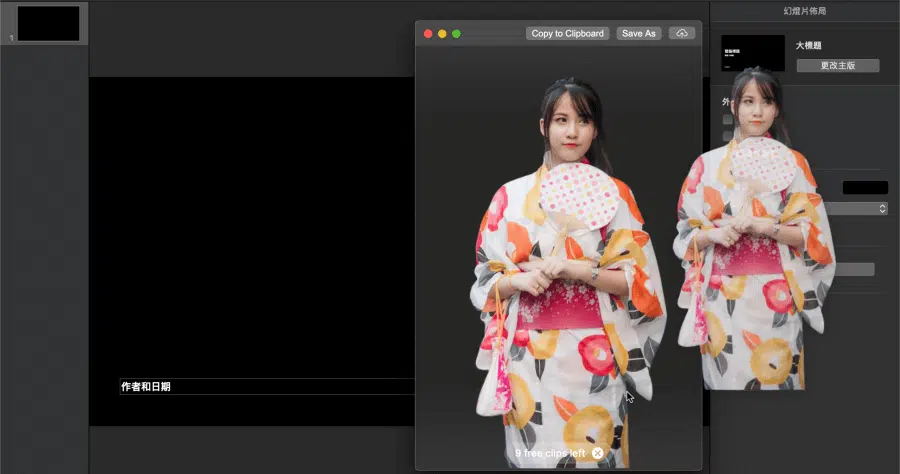 1
Copy to Clipboard
Save As
幻燈片佈局
大標題
更改主版
外
作者和日期
9 free clips left